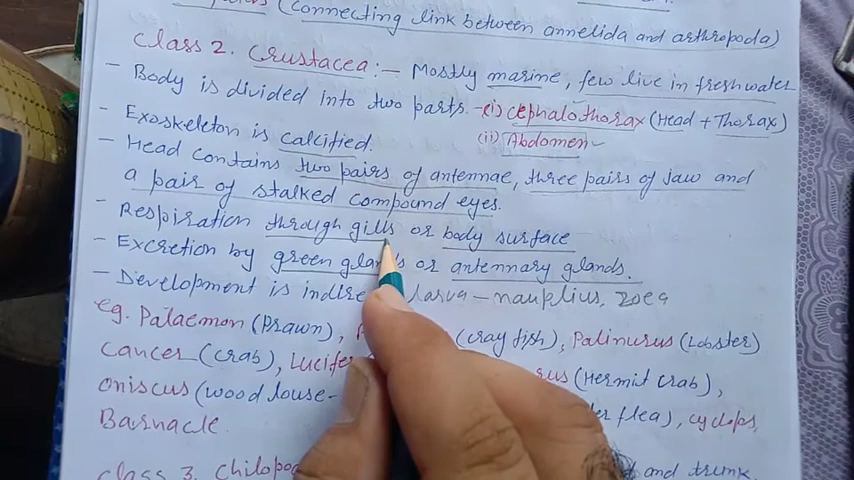 (connecting link between annelida and arthropoda)
Class 2. Crustacea:- Mostly marine, few live in freshwater
- Body is divided into two parts -(i) cephalothorax (Head + Thorax)
(ii) Abdomen
- Exoskeleton is calcified.
- Head contains two pairs of antennae, three pairs of jaw and
a pair of stalked compound eyes.
- Respiration through gills or body surface
- Excretion by green glands or antennary glands.
- Development is larva - nauplius, zoea
eg. Palaemon (Prawn), (cray fish), Palinurus (Lobster)
cancer (crab), (Hermit crab),
oniscus (wood louse- flea), cyclops,
Barnacle.
class 3. and trunk.